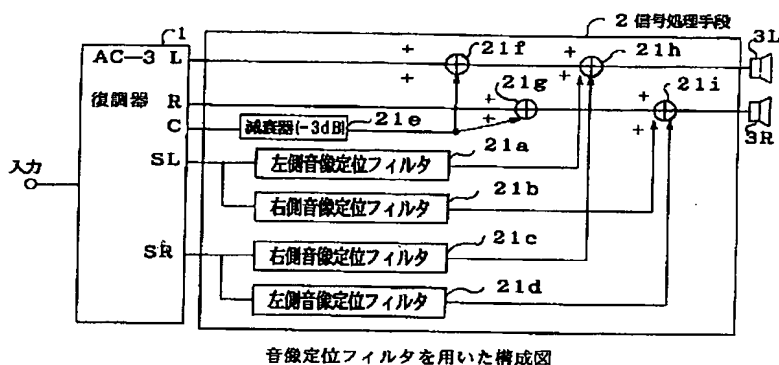 1
2 信号処理手段
3L
AC-3 L
+
+
21f
+
+
21h
復調器
R
+
+
21g
+
+
21i
3R
C
減衰器(-3dB)
21e
SL
左側音像定位フィルタ
21a
入力
右側音像定位フィルタ
21b
SR
右側音像定位フィルタ
21c
左側音像定位フィルタ
21d
音像定位フィルタを用いた構成図